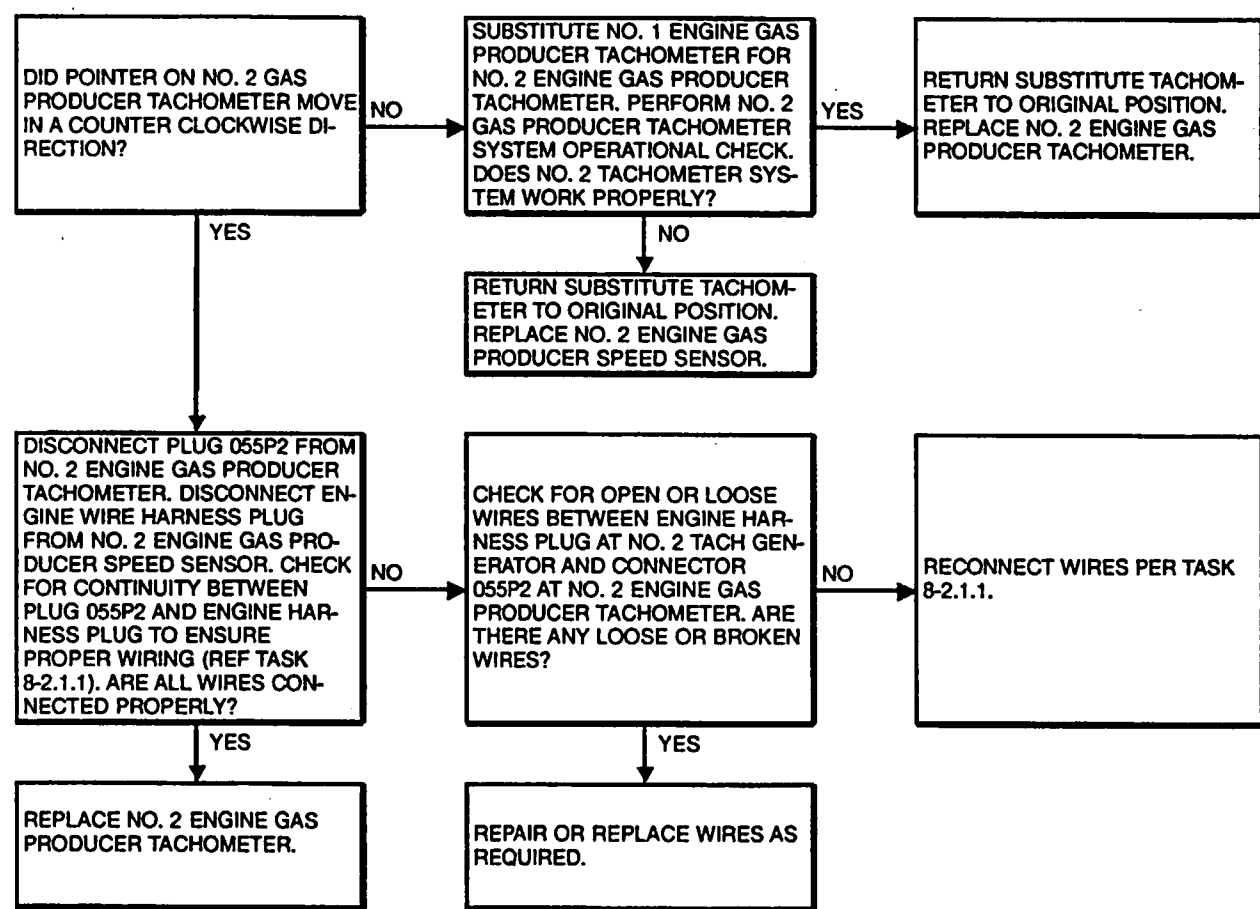 DID POINTER ON NO. 2 GAS
PRODUCER TACHOMETER MOVE
IN A COUNTER CLOCKWISE DI-
RECTION?
NO
YES
SUBSTITUTE NO. 1 ENGINE GAS
PRODUCER TACHOMETER FOR
NO. 2 ENGINE GAS PRODUCER
TACHOMETER. PERFORM NO. 2
GAS PRODUCER TACHOMETER
SYSTEM OPERATIONAL CHECK.
DOES NO. 2 TACHOMETER SYS-
TEM WORK PROPERLY?
YES
NO
RETURN SUBSTITUTE TACHOM-
ETER TO ORIGINAL POSITION.
REPLACE NO. 2 ENGINE GAS
PRODUCER TACHOMETER.
RETURN SUBSTITUTE TACHOM-
ETER TO ORIGINAL POSITION.
REPLACE NO. 2 ENGINE GAS
PRODUCER SPEED SENSOR.
DISCONNECT PLUG 055P2 FROM
NO. 2 ENGINE GAS PRODUCER
TACHOMETER. DISCONNECT EN-
GINE WIRE HARNESS PLUG
FROM NO. 2 ENGINE GAS PRO-
DUCER SPEED SENSOR. CHECK
FOR CONTINUITY BETWEEN
PLUG 055P2 AND ENGINE HAR-
NESS PLUG TO ENSURE
PROPER WIRING (REF TASK
8-2.1.1). ARE ALL WIRES CON-
NECTED PROPERLY?
NO
YES
CHECK FOR OPEN OR LOOSE
WIRES BETWEEN ENGINE HAR-
NESS PLUG AT NO. 2 TACH GEN-
ERATOR AND CONNECTOR
055P2 AT NO. 2 ENGINE GAS
PRODUCER TACHOMETER. ARE
THERE ANY LOOSE OR BROKEN
WIRES?
NO
YES
RECONNECT WIRES PER TASK
8-2.1.1.
REPLACE NO. 2 ENGINE GAS
PRODUCER TACHOMETER.
REPAIR OR REPLACE WIRES AS
REQUIRED.